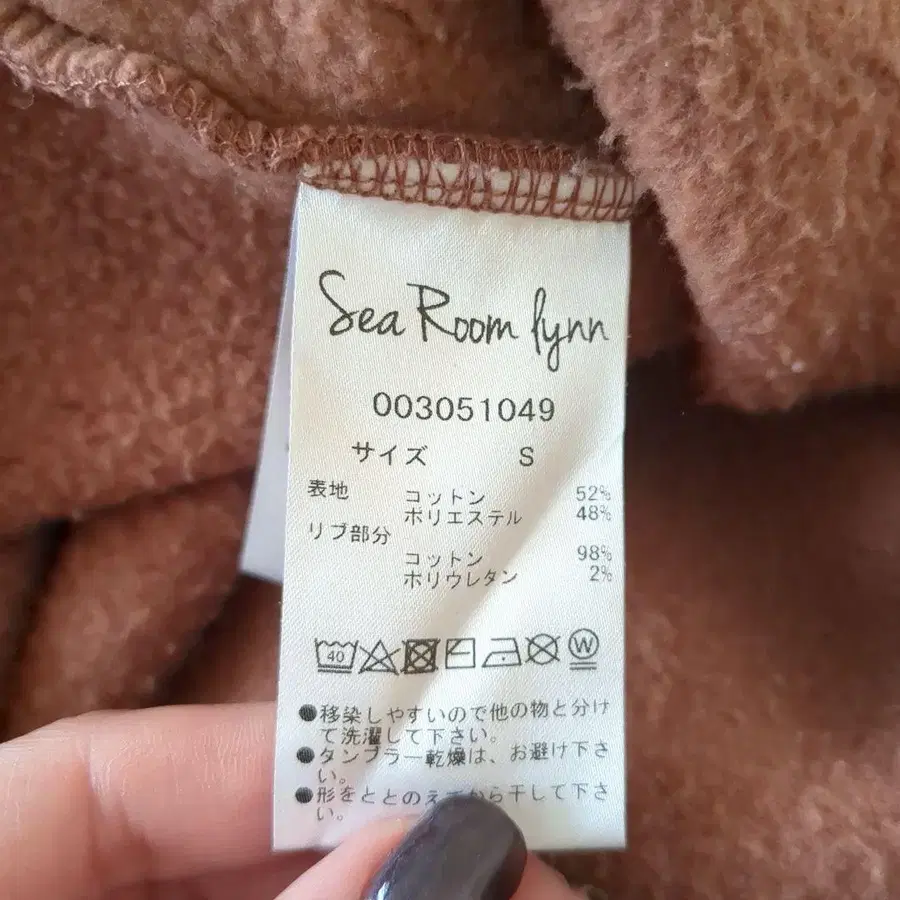 Sea Room lynn
003051049
サイズ S
表地 コットン 52%
ポリエステル 48%
リブ部分
コットン 98%
ポリウレタン 2%
40 W
●移染しやすいので他の物と分け
て洗濯して下さい。
●タンブラー乾燥は、お避け下さ
い。
●形をととのえてから干して下さ
い。